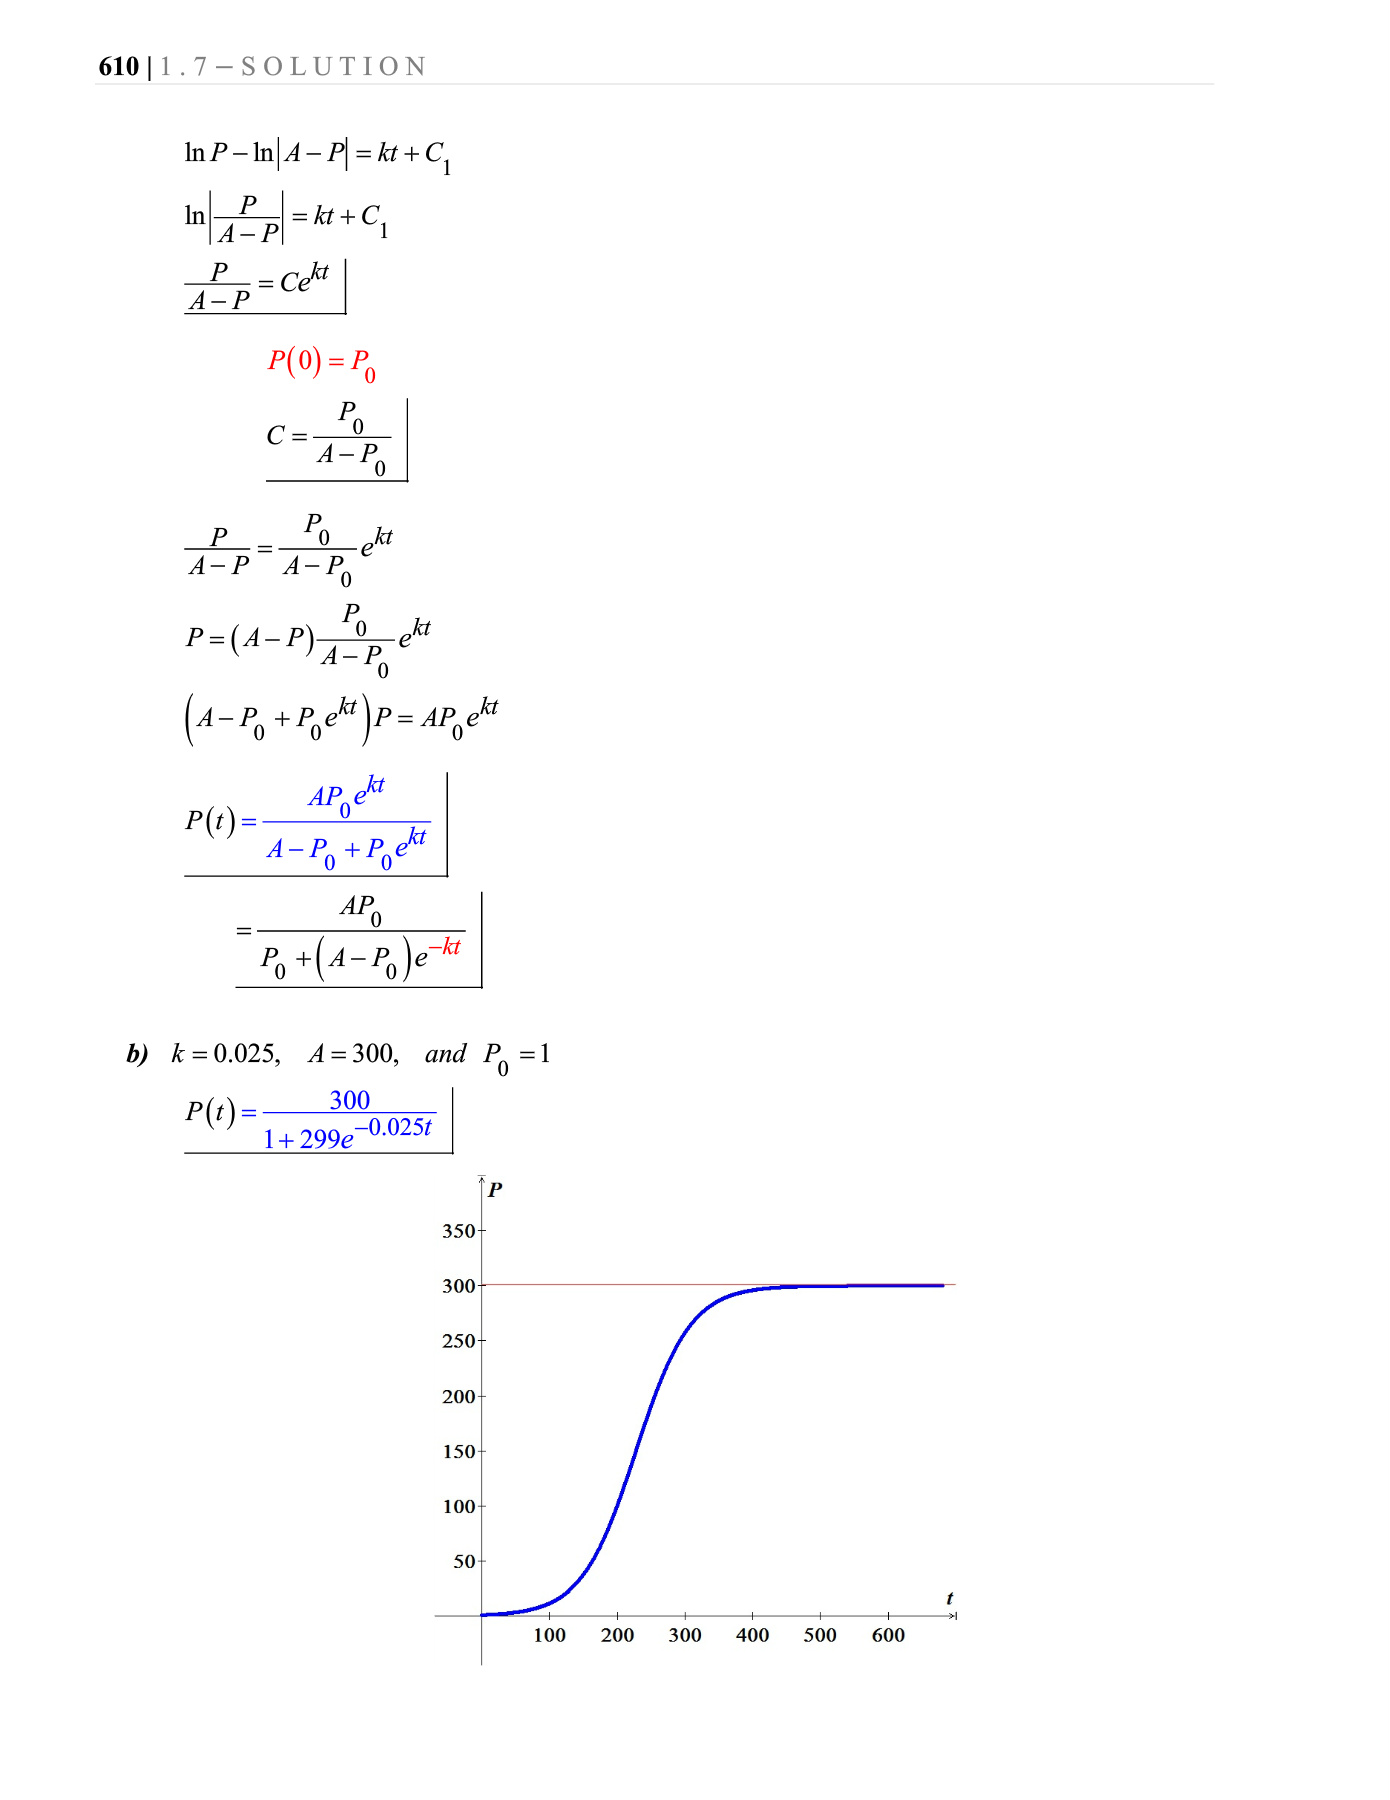 610 | 1.7 – SOLUTION
ln P – ln|A – P| = kt + C₁
ln|P/(A – P)| = kt + C₁
P/(A – P) = Ce^{kt}
P(0) = P₀
C = P₀/(A – P₀)
P/(A – P) = P₀/(A – P₀) e^{kt}
P = (A – P) P₀/(A – P₀) e^{kt}
(A – P₀ + P₀e^{kt})P = AP₀e^{kt}
P(t) = AP₀e^{kt}/(A – P₀ + P₀e^{kt})
= AP₀/(P₀ + (A – P₀)e^{–kt})
b) k = 0.025, A = 300, and P₀ = 1
P(t) = 300/(1 + 299e^{–0.025t})
P
350
300
250
200
150
100
50
t
100 200 300 400 500 600